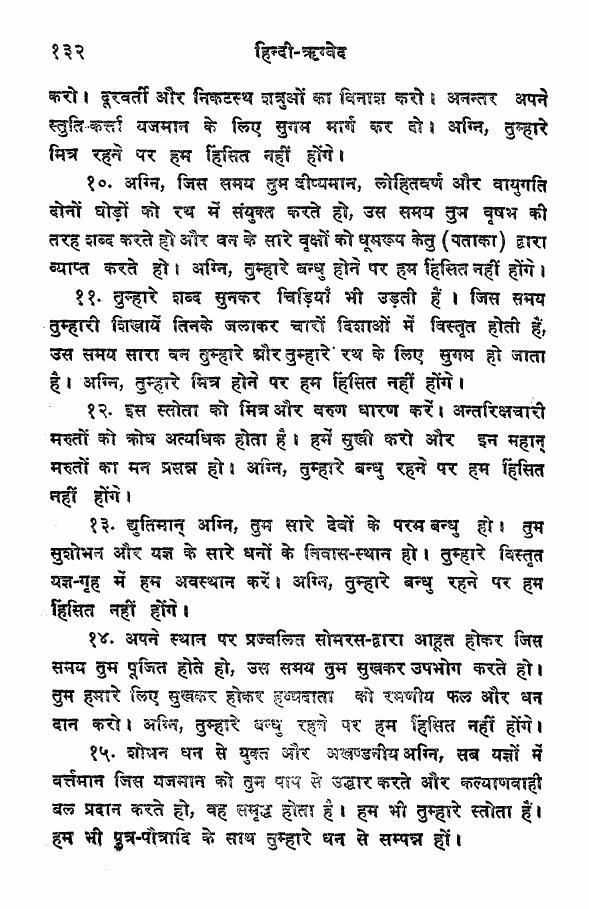 १३२ हिन्दी-ऋग्वेद
करो। दूरवर्ती और निकटस्थ शत्रुओं का विनाश करो। अनन्तर अपने
स्तुति-कर्त्ता यजमान के लिए सुगम मार्ग कर दो। अग्नि, तुम्हारे
मित्र रहने पर हम हिंसित नहीं होंगे।
१०. अग्नि, जिस समय तुम दीप्यमान, लोहितवर्ण और वायुगति
दोनों घोड़ों को रथ में संयुक्त करते हो, उस समय तुम वृषभ की
तरह शब्द करते हो और वन के सारे वृक्षों को धूमरूप केतु (पताका) द्वारा
व्याप्त करते हो। अग्नि, तुम्हारे बन्धु होने पर हम हिंसित नहीं होंगे।
११. तुम्हारे शब्द सुनकर चिड़ियाँ भी उड़ती हैं । जिस समय
तुम्हारी शिखायें तिनके जलाकर चारों दिशाओं में विस्तृत होती हैं,
उस समय सारा वन तुम्हारे और तुम्हारे रथ के लिए सुगम हो जाता
है। अग्नि, तुम्हारे मित्र होने पर हम हिंसित नहीं होंगे।
१२. इस स्तोता को मित्र और वरुण धारण करें। अन्तरिक्षचारी
मरुतों को क्रोध अत्यधिक होता है। हमें सुखी करो और इन महान्
मरुतों का मन प्रसन्न हो। अग्नि, तुम्हारे बन्धु रहने पर हम हिंसित
नहीं होंगे।
१३. द्युतिमान् अग्नि, तुम सारे देवों के परम बन्धु हो। तुम
सुशोभन और यज्ञ के सारे धनों के निवास-स्थान हो। तुम्हारे विस्तृत
यज्ञ-गृह में हम अवस्थान करें। अग्नि, तुम्हारे बन्धु रहने पर हम
हिंसित नहीं होंगे।
१४. अपने स्थान पर प्रज्वलित सोमरस-द्वारा आहूत होकर जिस
समय तुम पूजित होते हो, उस समय तुम सुखकर उपभोग करते हो।
तुम हमारे लिए सुखकर होकर हव्यदाता को रमणीय फल और धन
दान करो। अग्नि, तुम्हारे बन्धु रहने पर हम हिंसित नहीं होंगे।
१५. शोभन धन से युक्त और अखण्डनीय अग्नि, सब यज्ञों में
वर्त्तमान जिस यजमान को तुम पाप से उद्धार करते और कल्याणवाही
बल प्रदान करते हो, वह समृद्ध होता है। हम भी तुम्हारे स्तोता हैं।
हम भी पुत्र-पौत्रादि के साथ तुम्हारे धन से सम्पन्न हों।